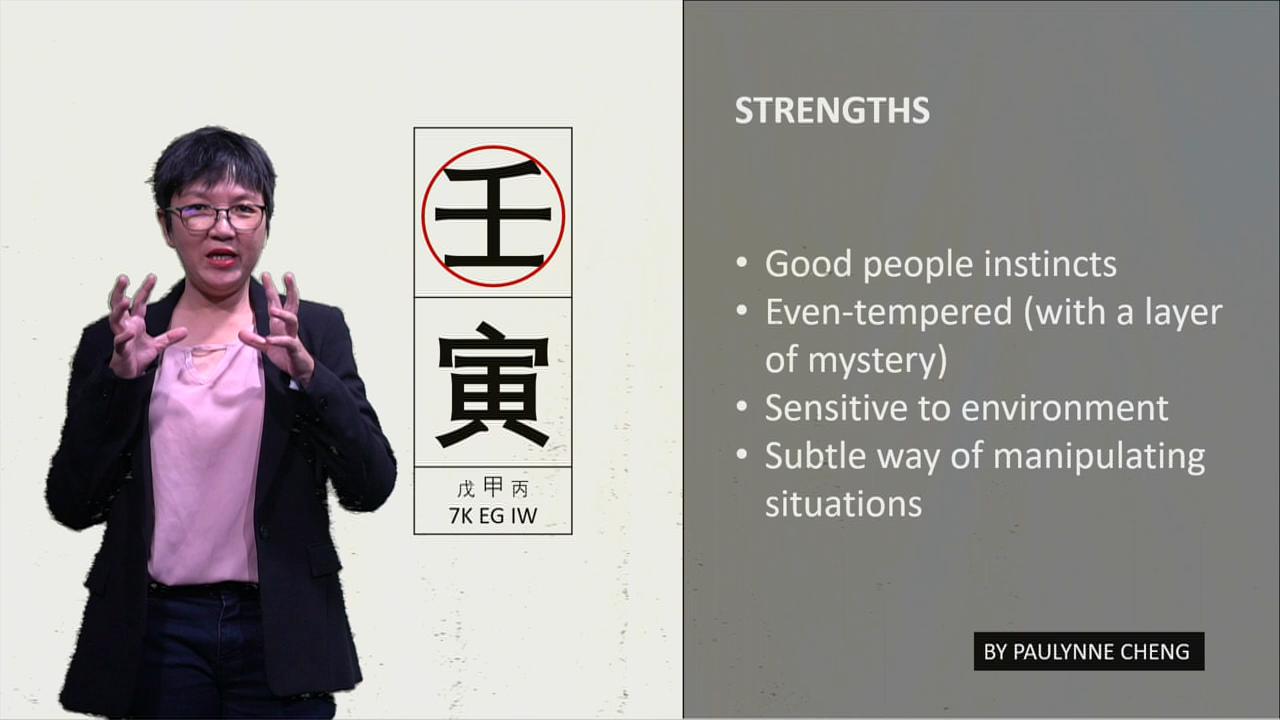 壬
寅
戊 甲 丙
7K EG IW
STRENGTHS
• Good people instincts
• Even-tempered (with a layer
of mystery)
• Sensitive to environment
• Subtle way of manipulating
situations
BY PAULYNNE CHENG